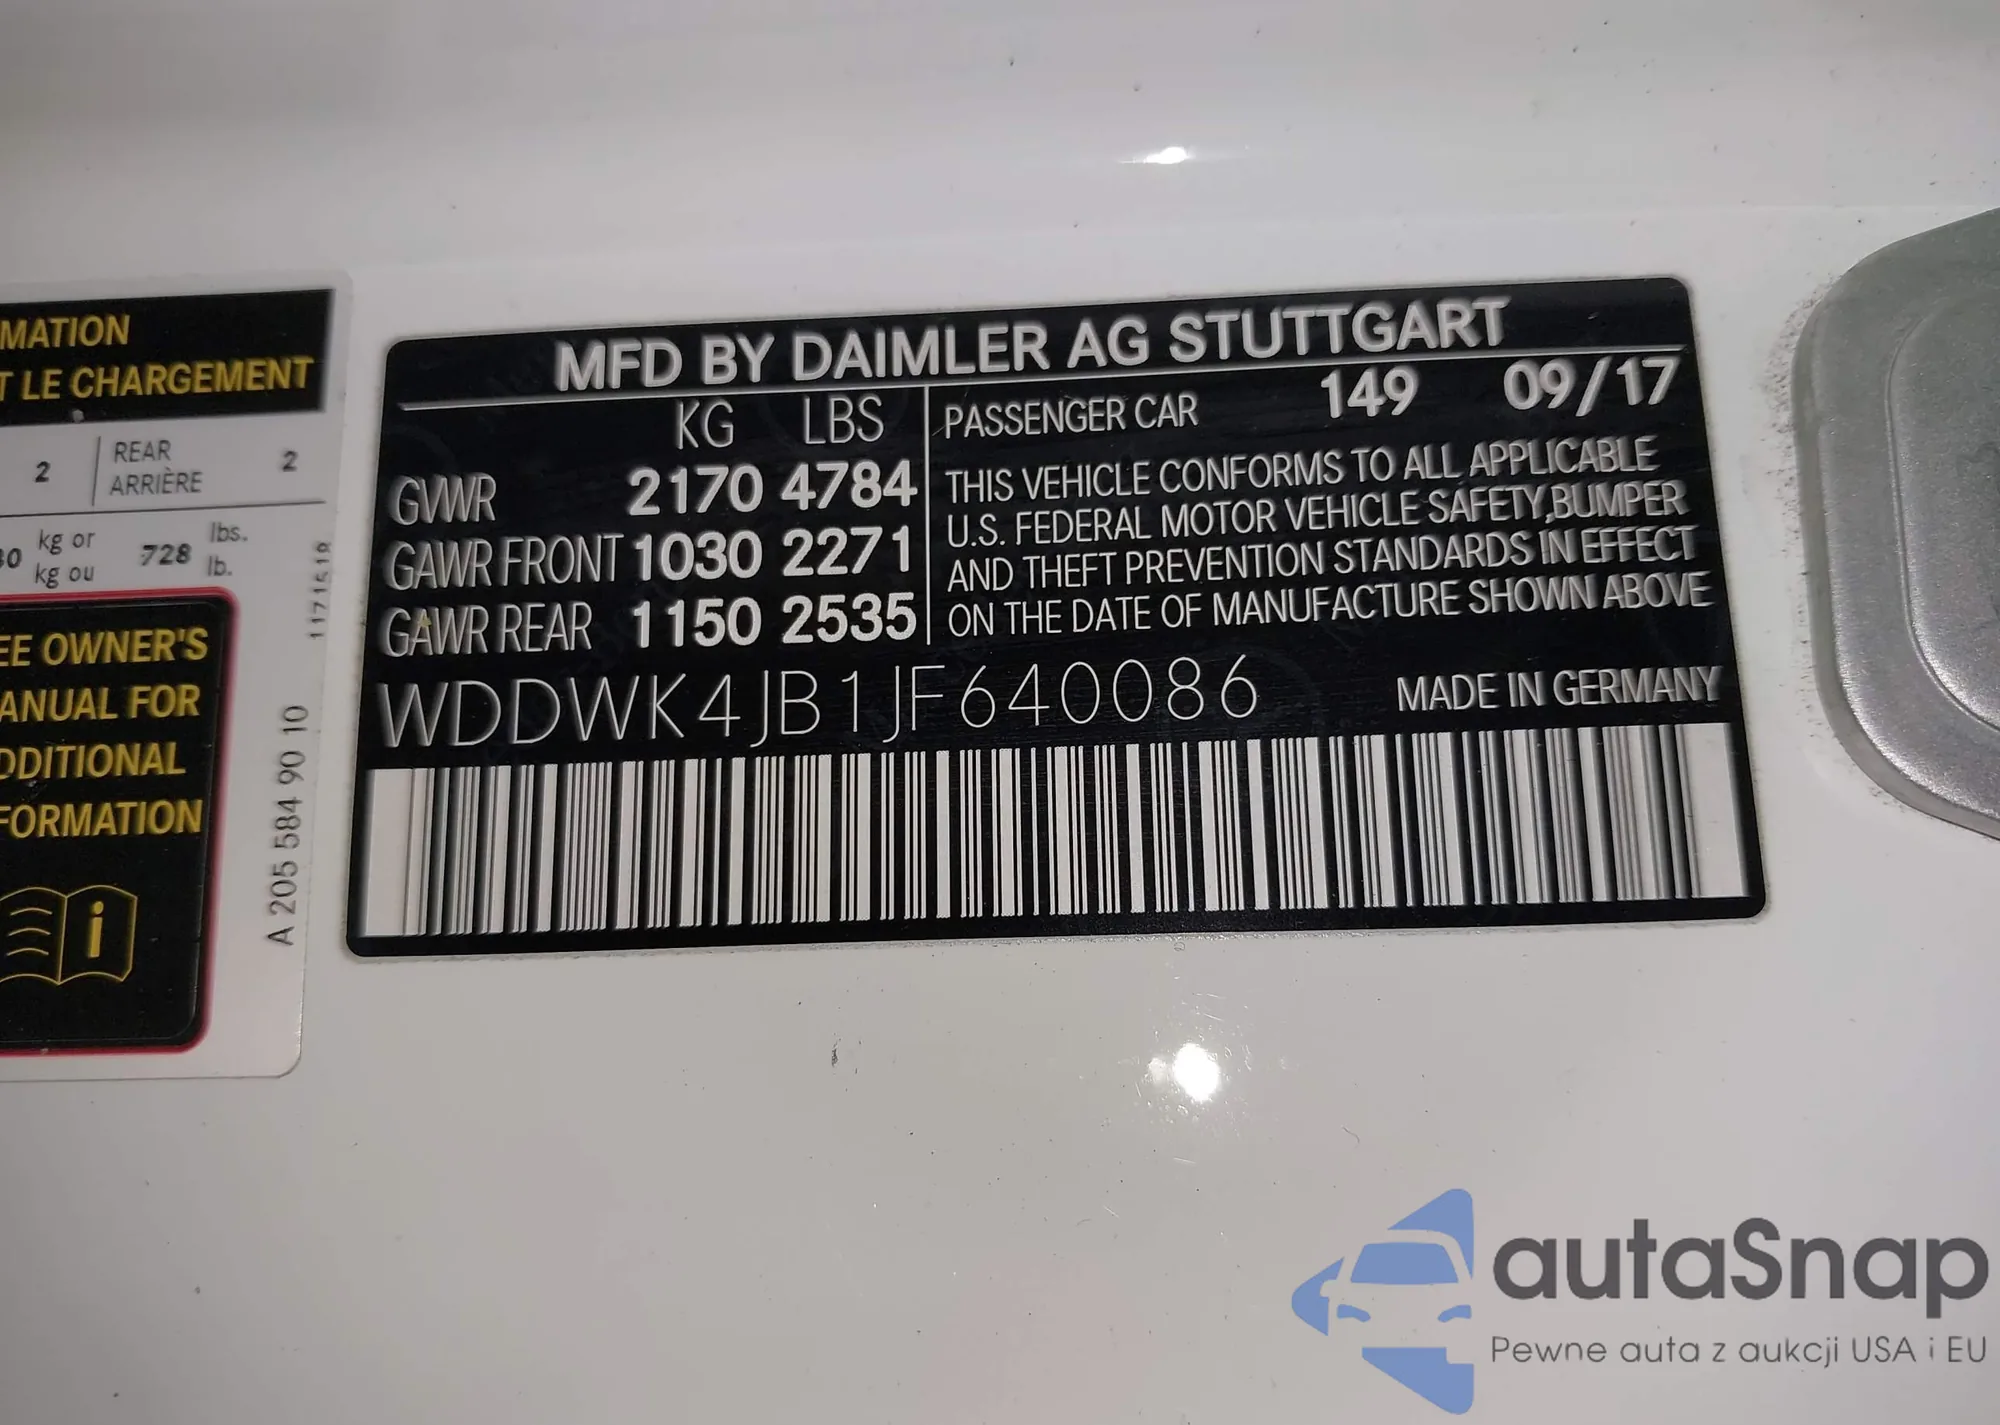 MATION
T LE CHARGEMENT
2 REAR 2
ARRIÈRE
kg or 728 lbs.
kg ou lb.
1171519
EE OWNER'S
ANUAL FOR
DDITIONAL
FORMATION
i
A 205 584 90 10
MFD BY DAIMLER AG STUTTGART
KG LBS
GVWR 2170 4784
GAWR FRONT 1030 2271
GAWR REAR 1150 2535
PASSENGER CAR 149 09/17
THIS VEHICLE CONFORMS TO ALL APPLICABLE
U.S. FEDERAL MOTOR VEHICLE SAFETY,BUMPER
AND THEFT PREVENTION STANDARDS IN EFFECT
ON THE DATE OF MANUFACTURE SHOWN ABOVE
WDDWK4JB1JF640086 MADE IN GERMANY
autaSnap
Pewne auta z aukcji USA i EU